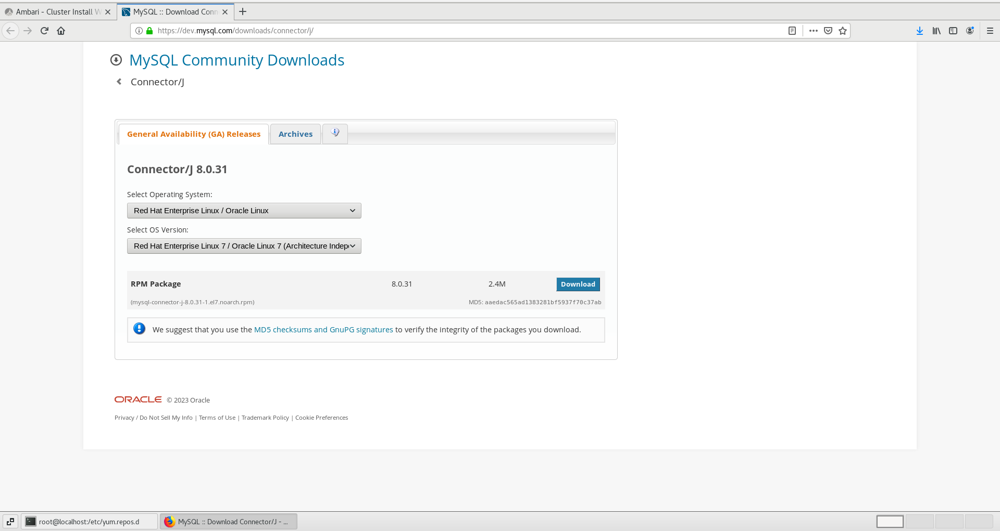 Ambari - Cluster Install W
MySQL :: Download Conn
https://dev.mysql.com/downloads/connector/j/
MySQL Community Downloads
Connector/J
General Availability (GA) Releases
Archives
Connector/J 8.0.31
Select Operating System:
Red Hat Enterprise Linux / Oracle Linux
Select OS Version:
Red Hat Enterprise Linux 7 / Oracle Linux 7 (Architecture Indep
RPM Package 8.0.31 2.4M Download
(mysql-connector-j-8.0.31-1.el7.noarch.rpm) MD5: aaedac565ad1383281bf5937f70c37ab
We suggest that you use the MD5 checksums and GnuPG signatures to verify the integrity of the packages you download.
ORACLE © 2023 Oracle
Privacy / Do Not Sell My Info | Terms of Use | Trademark Policy | Cookie Preferences
root@localhost:/etc/yum.repos.d
MySQL :: Download Connector/J - ...